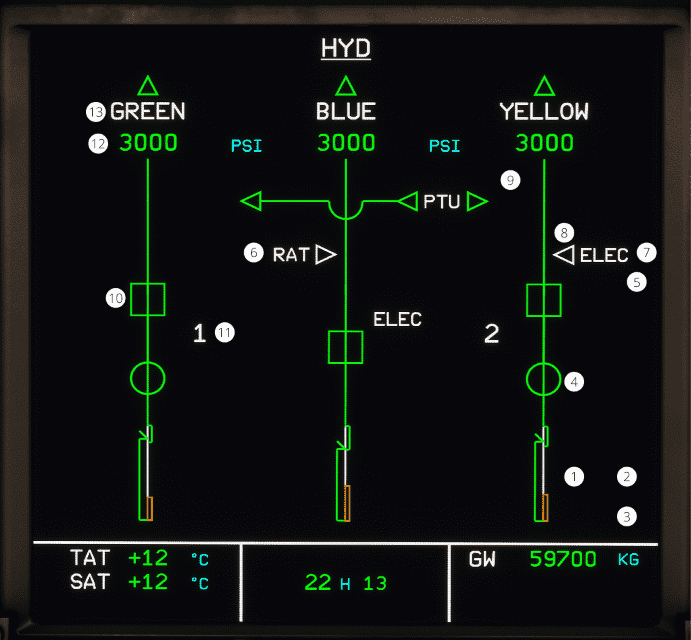 HYD
13 GREEN BLUE YELLOW
12 3000 PSI 3000 PSI 3000
9
PTU
8
6 RAT ELEC 7
5
10
ELEC
1 11 2
4
1 2
3
TAT +12 °C GW 59700 KG
SAT +12 °C 22 H 13